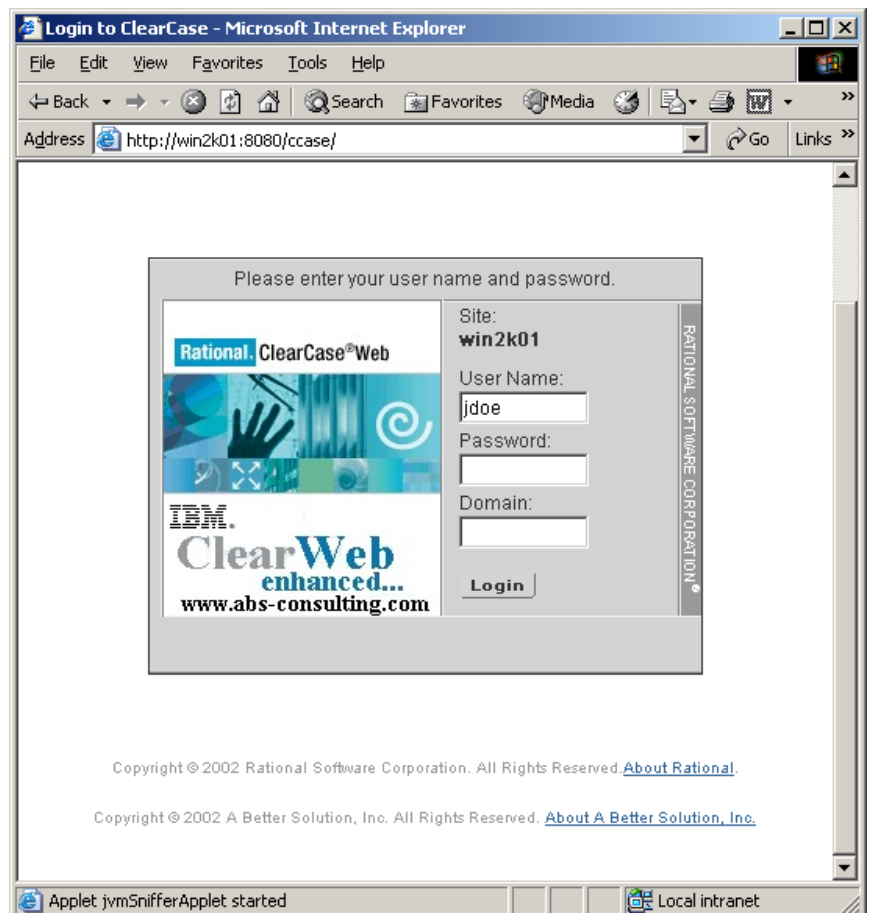 Login to ClearCase - Microsoft Internet Explorer
File Edit View Favorites Tools Help
Back Search Favorites Media W »
Address http://win2k01:8080/ccase/ Go Links »
Please enter your user name and password.
Rational. ClearCase®Web
IBM.
ClearWeb
enhanced...
www.abs-consulting.com
Site:
win2k01
User Name:
jdoe
Password:
Domain:
Login
RATIONAL SOFTWARE CORPORATION®
Copyright © 2002 Rational Software Corporation. All Rights Reserved.About Rational.
Copyright © 2002 A Better Solution, Inc. All Rights Reserved. About A Better Solution, Inc.
Applet jvmSnifferApplet started Local intranet